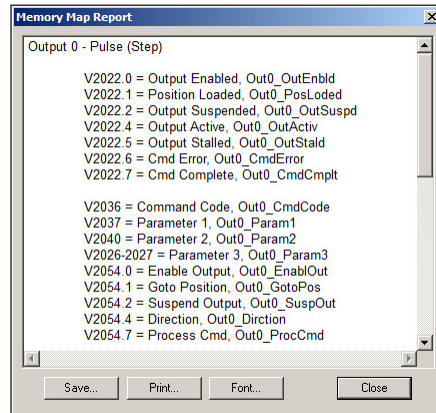 Memory Map Report
Output 0 - Pulse (Step)
V2022.0 = Output Enabled, Out0_OutEnbld
V2022.1 = Position Loaded, Out0_PosLoded
V2022.2 = Output Suspended, Out0_OutSuspd
V2022.4 = Output Active, Out0_OutActiv
V2022.5 = Output Stalled, Out0_OutStald
V2022.6 = Cmd Error, Out0_CmdError
V2022.7 = Cmd Complete, Out0_CmdCmplt
V2036 = Command Code, Out0_CmdCode
V2037 = Parameter 1, Out0_Param1
V2040 = Parameter 2, Out0_Param2
V2026-2027 = Parameter 3, Out0_Param3
V2054.0 = Enable Output, Out0_EnablOut
V2054.1 = Goto Position, Out0_GotoPos
V2054.2 = Suspend Output, Out0_SuspOut
V2054.4 = Direction, Out0_Dirction
V2054.7 = Process Cmd, Out0_ProcCmd
Save... Print... Font... Close